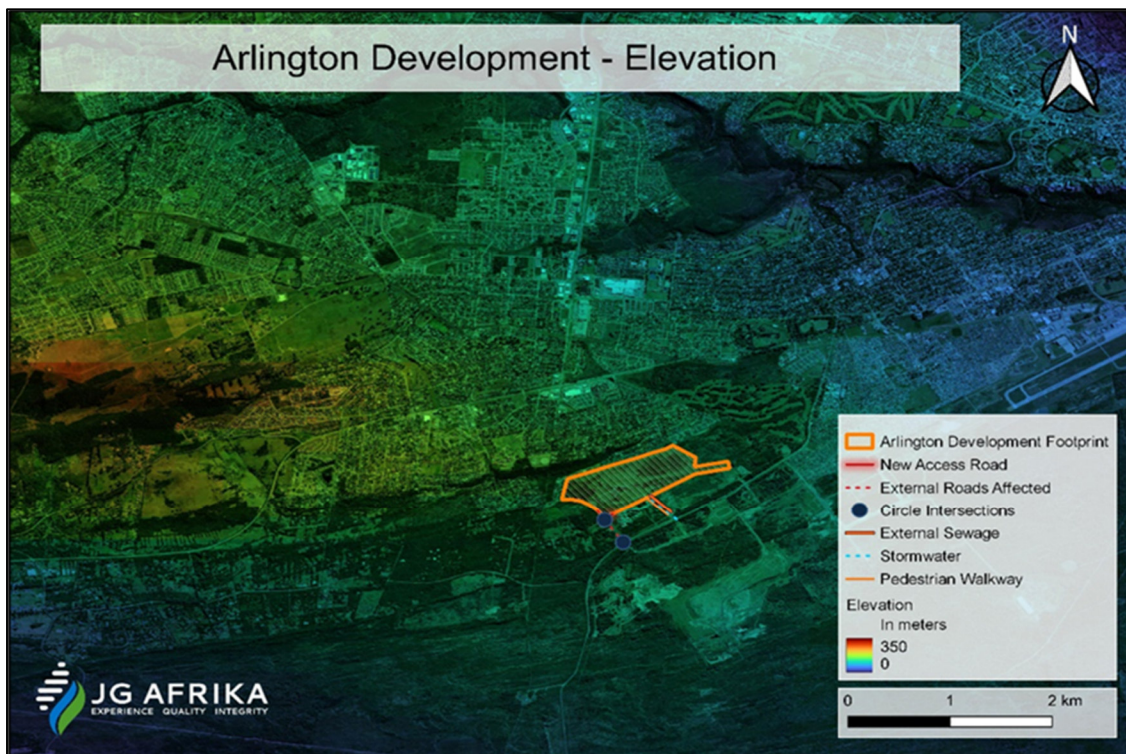 Arlington Development - Elevation
N
Arlington Development Footprint
New Access Road
External Roads Affected
Circle Intersections
External Sewage
Stormwater
Pedestrian Walkway
Elevation
In meters
350
0
0 1 2 km
JG AFRIKA
EXPERIENCE QUALITY INTEGRITY